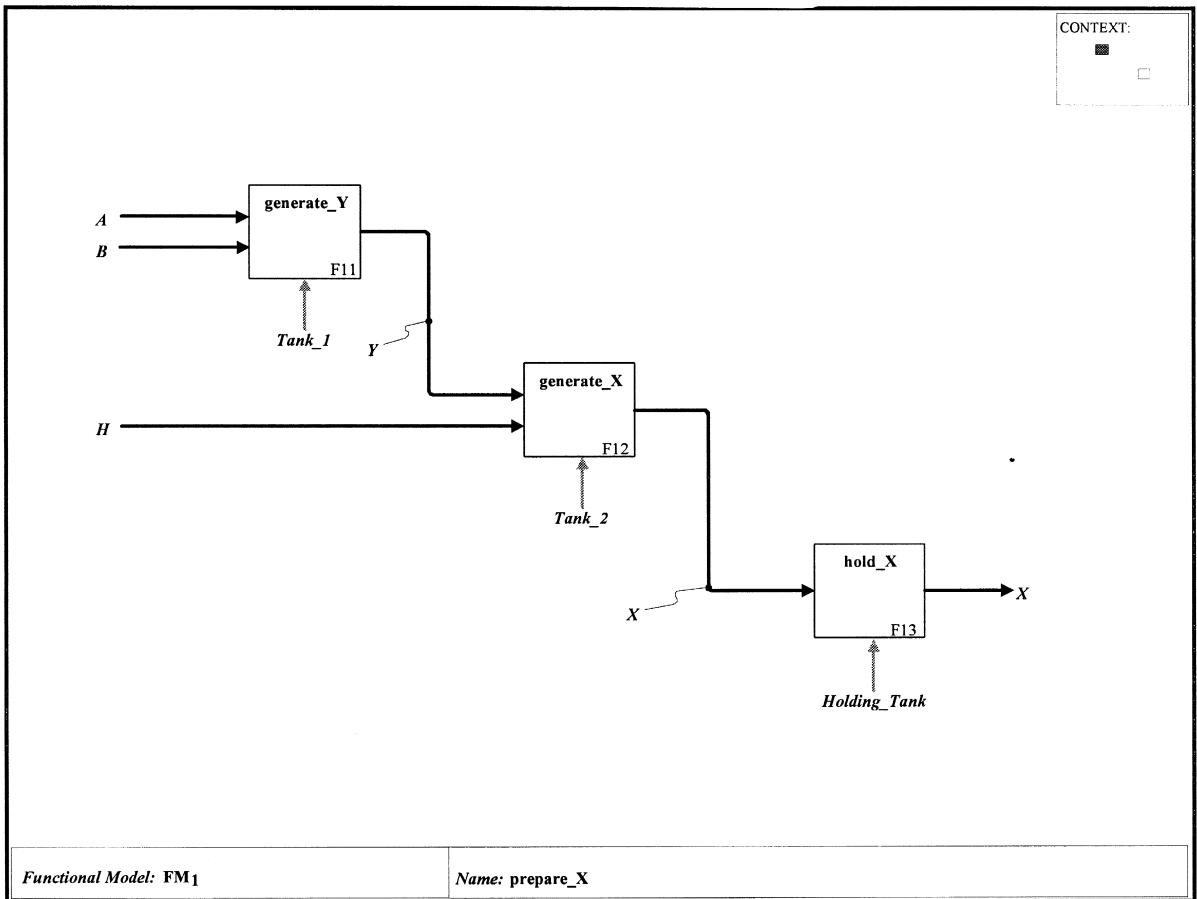 CONTEXT:
generate_Y
A
B
F11
Tank_1
Y
generate_X
H
F12
Tank_2
hold_X
X
X
F13
Holding_Tank
Functional Model: FM1
Name: prepare_X